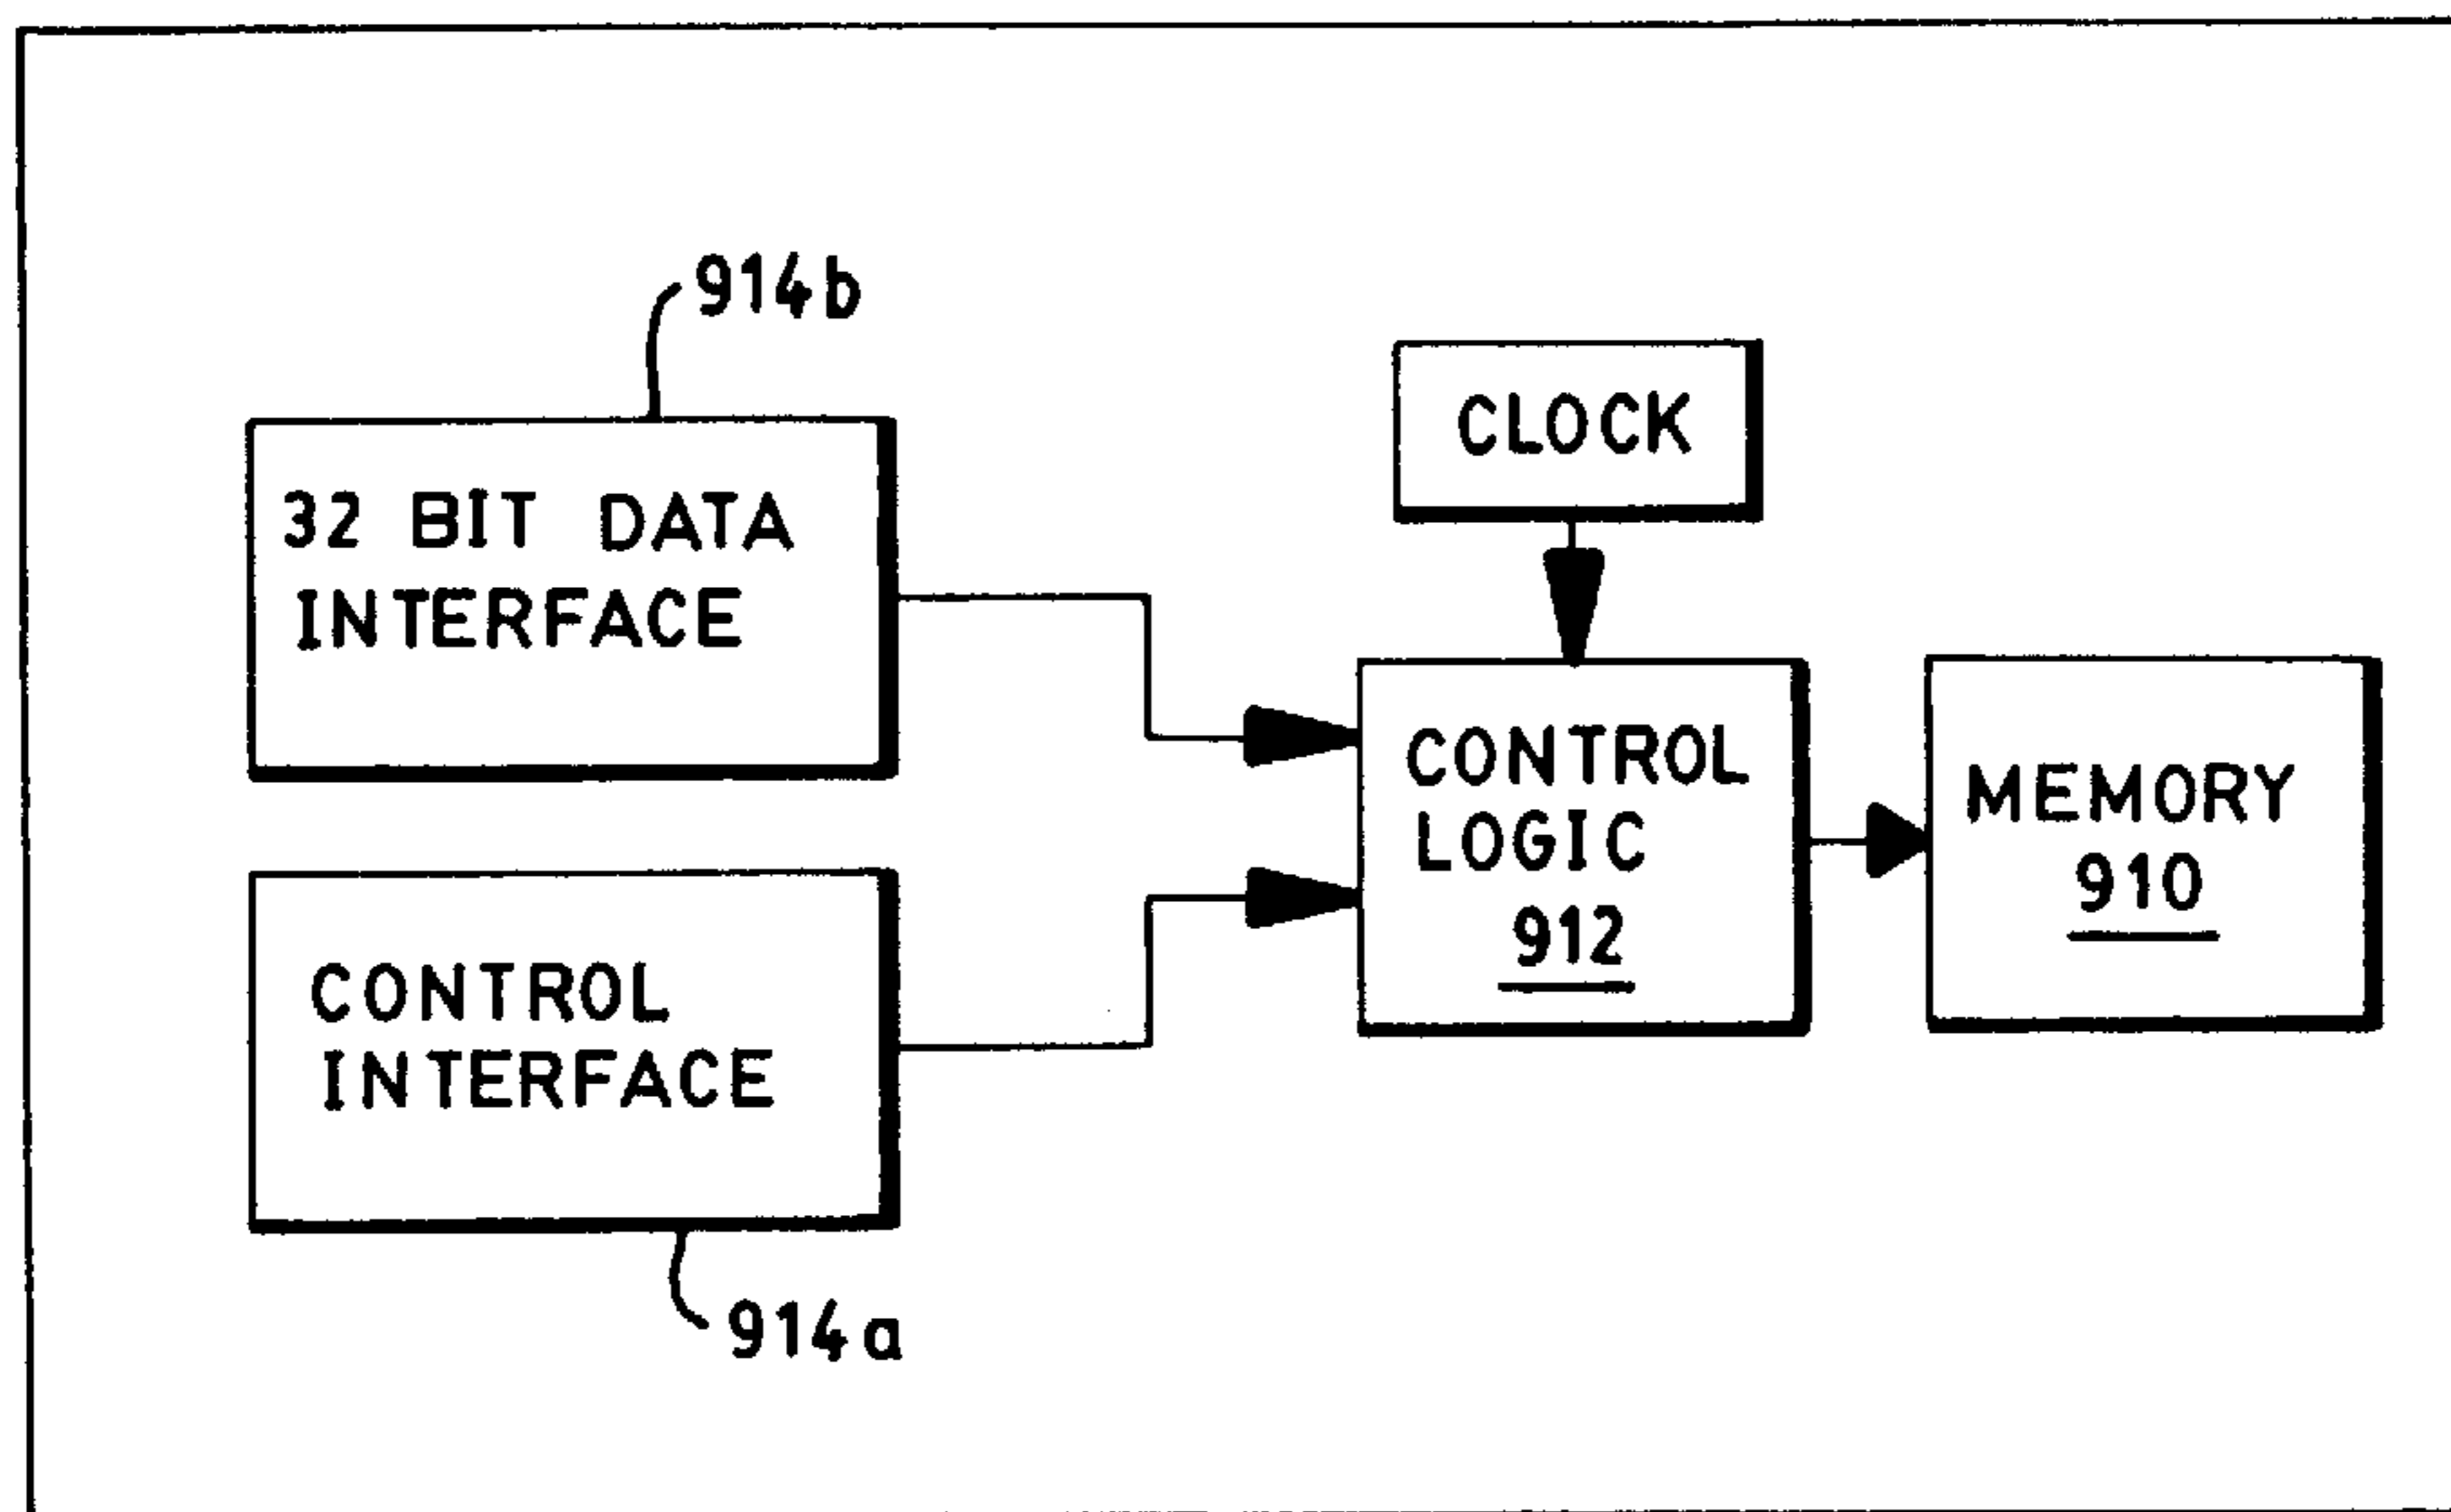 914b
32 BIT DATA
INTERFACE
CLOCK
CONTROL
LOGIC
912
MEMORY
910
CONTROL
INTERFACE
914a